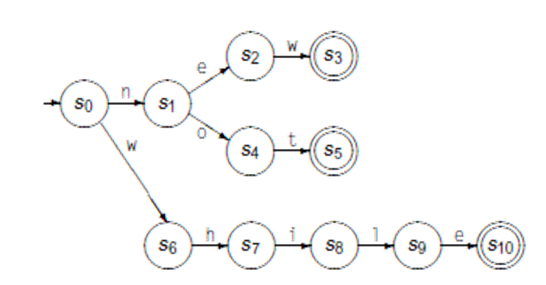 e s2 w s3
s0 n s1
w o s4 t s5
s6 h s7 i s8 l s9 e s10